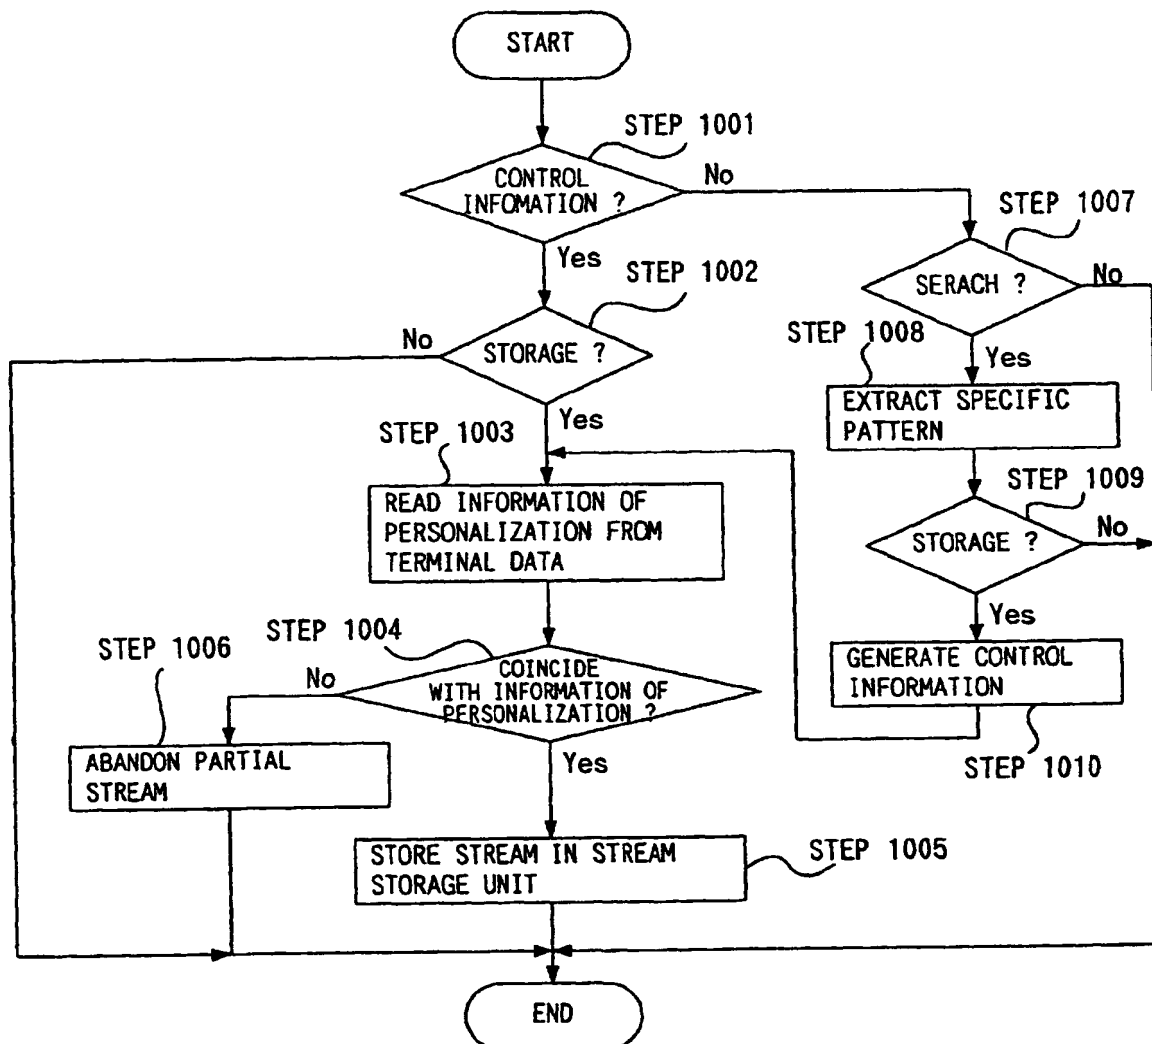 START
STEP 1001
CONTROL
INFOMATION ?
No
STEP 1007
Yes
STEP 1002
SERACH ?
No
No
STORAGE ?
STEP 1008
Yes
Yes
EXTRACT SPECIFIC
PATTERN
STEP 1003
STEP 1009
READ INFORMATION OF
PERSONALIZATION FROM
TERMINAL DATA
STORAGE ?
No
Yes
STEP 1004
STEP 1006
COINCIDE
WITH INFORMATION OF
PERSONALIZATION ?
No
GENERATE CONTROL
INFORMATION
ABANDON PARTIAL
STREAM
Yes
STEP 1010
STORE STREAM IN STREAM
STORAGE UNIT
STEP 1005
END